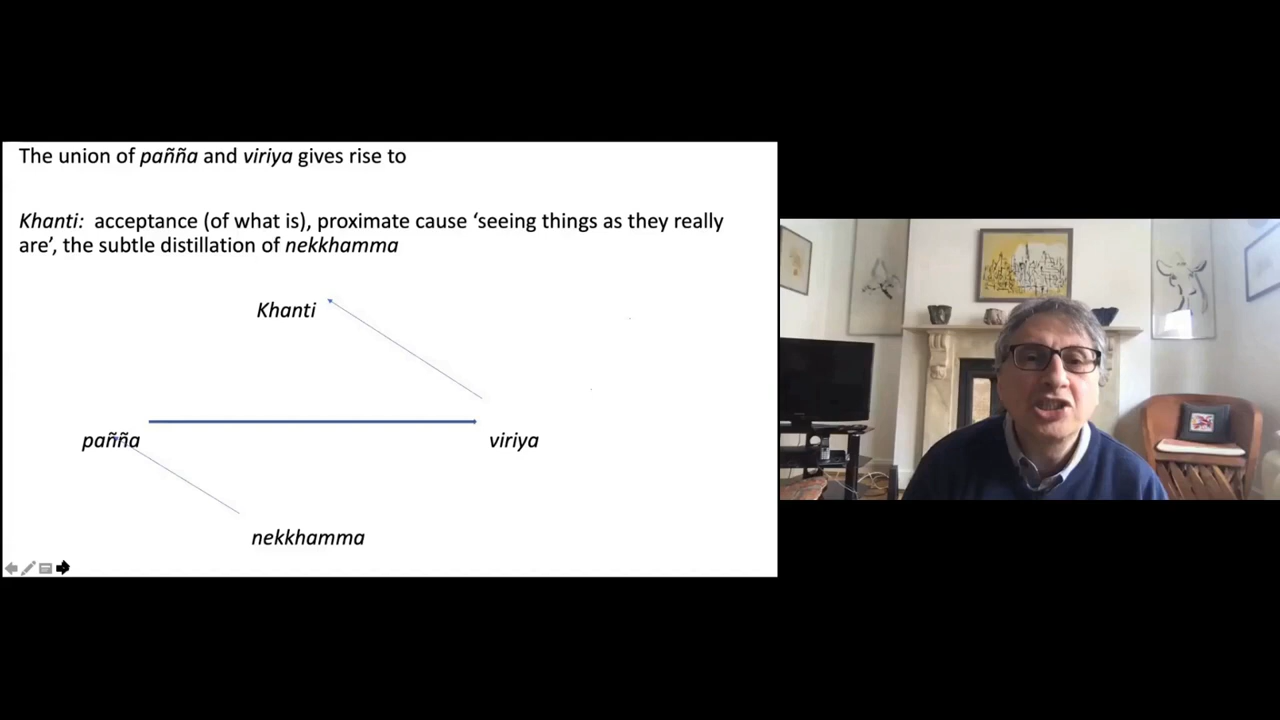 The union of pañña and viriya gives rise to
Khanti: acceptance (of what is), proximate cause ‘seeing things as they really
are’, the subtle distillation of nekkhamma
Khanti
pañña
viriya
nekkhamma